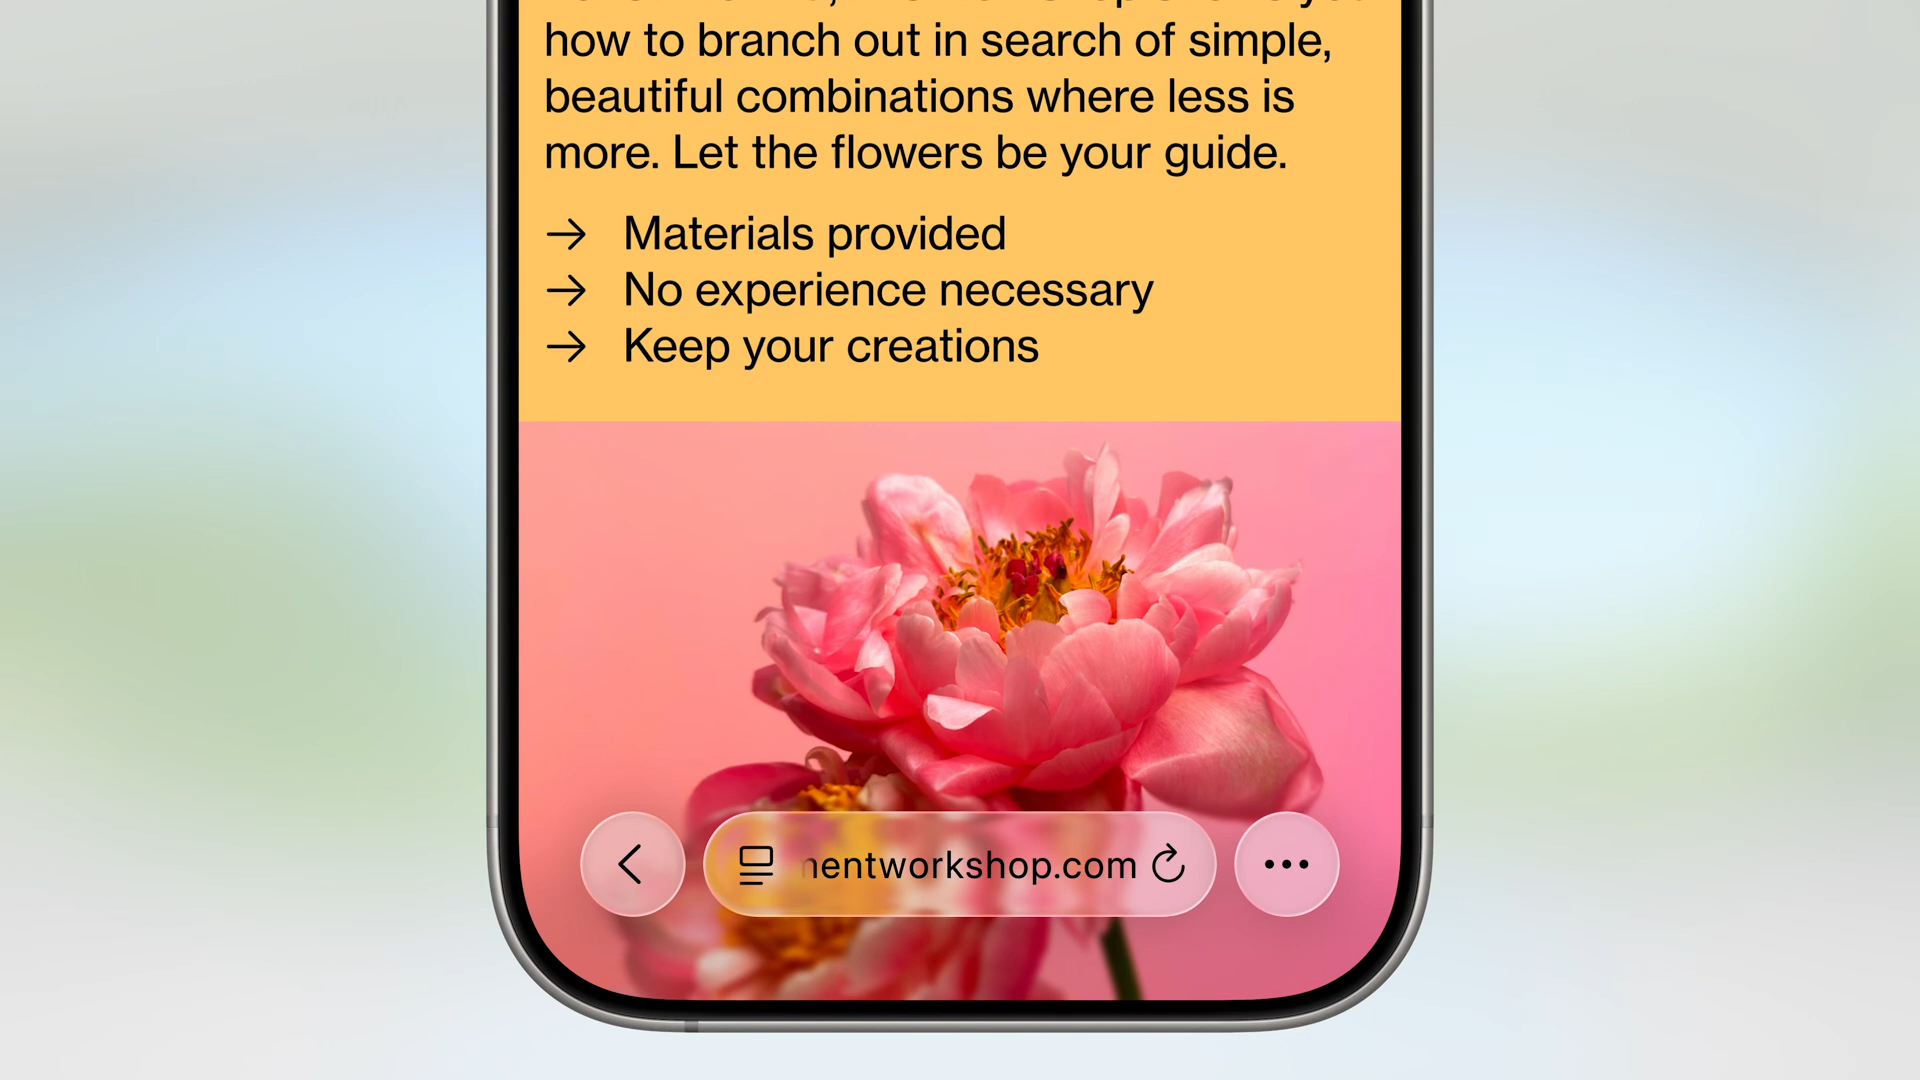 how to branch out in search of simple,
beautiful combinations where less is
more. Let the flowers be your guide.
→ Materials provided
→ No experience necessary
→ Keep your creations
nentworkshop.com